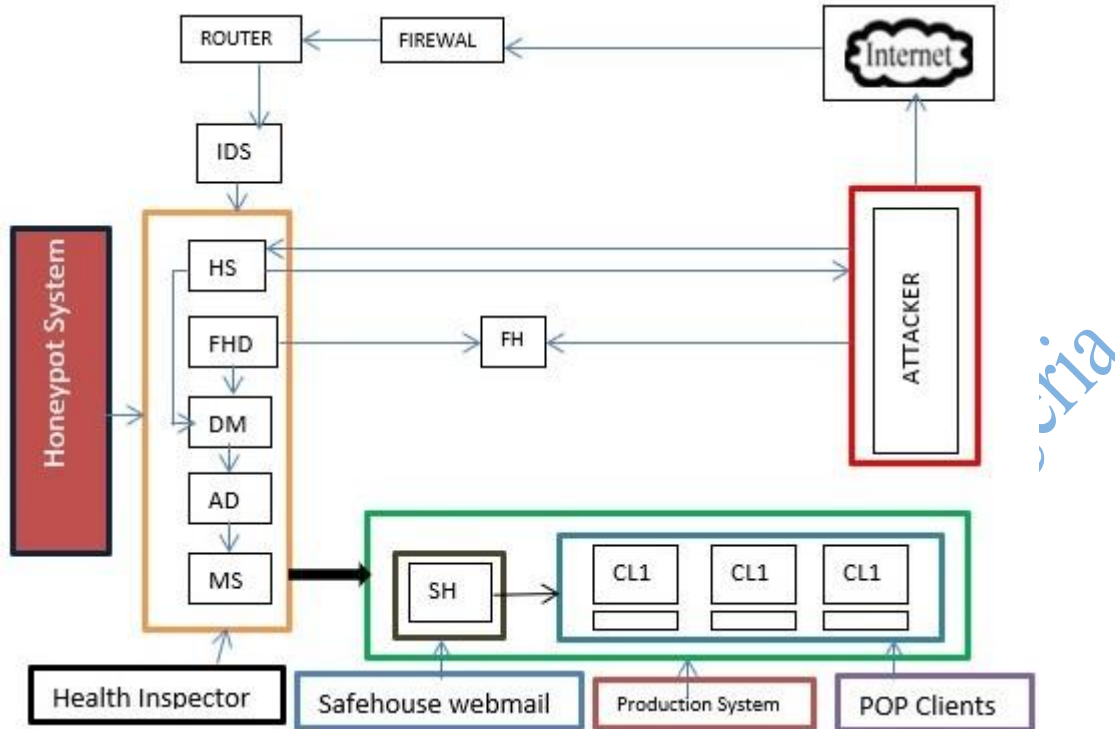 ROUTER
FIREWAL
Internet
IDS
Honeypot System
HS
FHD
FH
DM
AD
MS
ATTACKER
SH
CL1
CL1
CL1
Health Inspector
Safehouse webmail
Production System
POP Clients